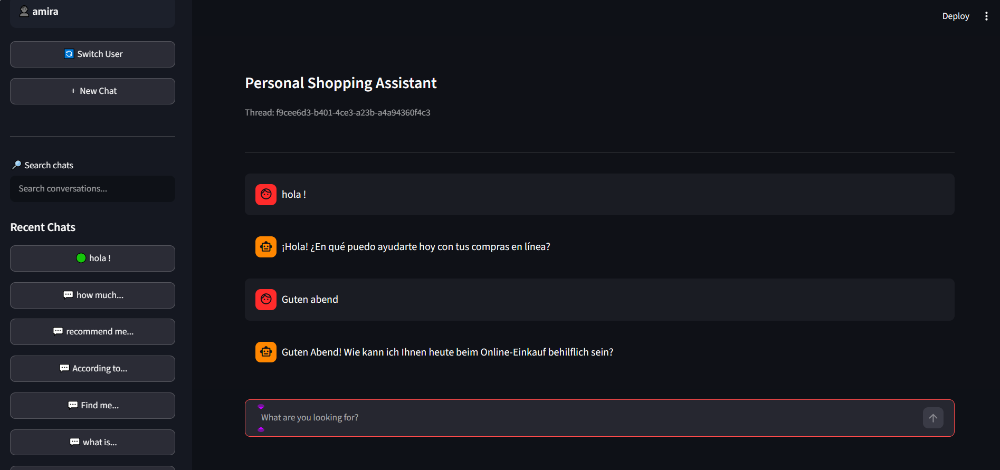 amira
Switch User
+ New Chat
Search chats
Search conversations...
Recent Chats
hola !
how much...
recommend me...
According to...
Find me...
what is...
Deploy
Personal Shopping Assistant
Thread: f9cee6d3-b401-4ce3-a23b-a4a94360f4c3
hola !
¡Hola! ¿En qué puedo ayudarte hoy con tus compras en línea?
Guten abend
Guten Abend! Wie kann ich Ihnen heute beim Online-Einkauf behilflich sein?
What are you looking for?